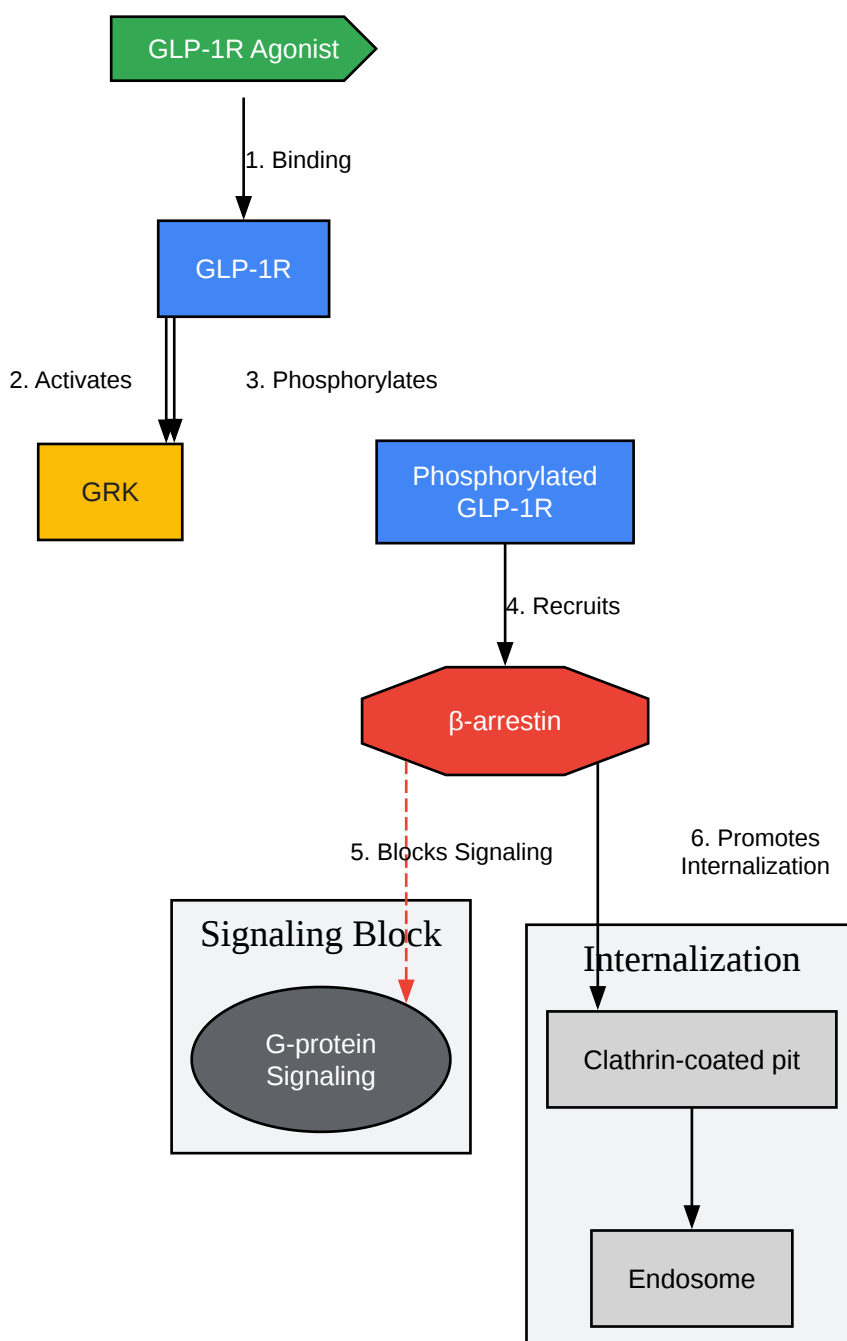 GLP-1R Agonist
1. Binding
GLP-1R
2. Activates
3. Phosphorylates
GRK
Phosphorylated
GLP-1R
4. Recruits
β-arrestin
5. Blocks Signaling
6. Promotes
Internalization
Signaling Block
Internalization
G-protein
Signaling
Clathrin-coated pit
Endosome